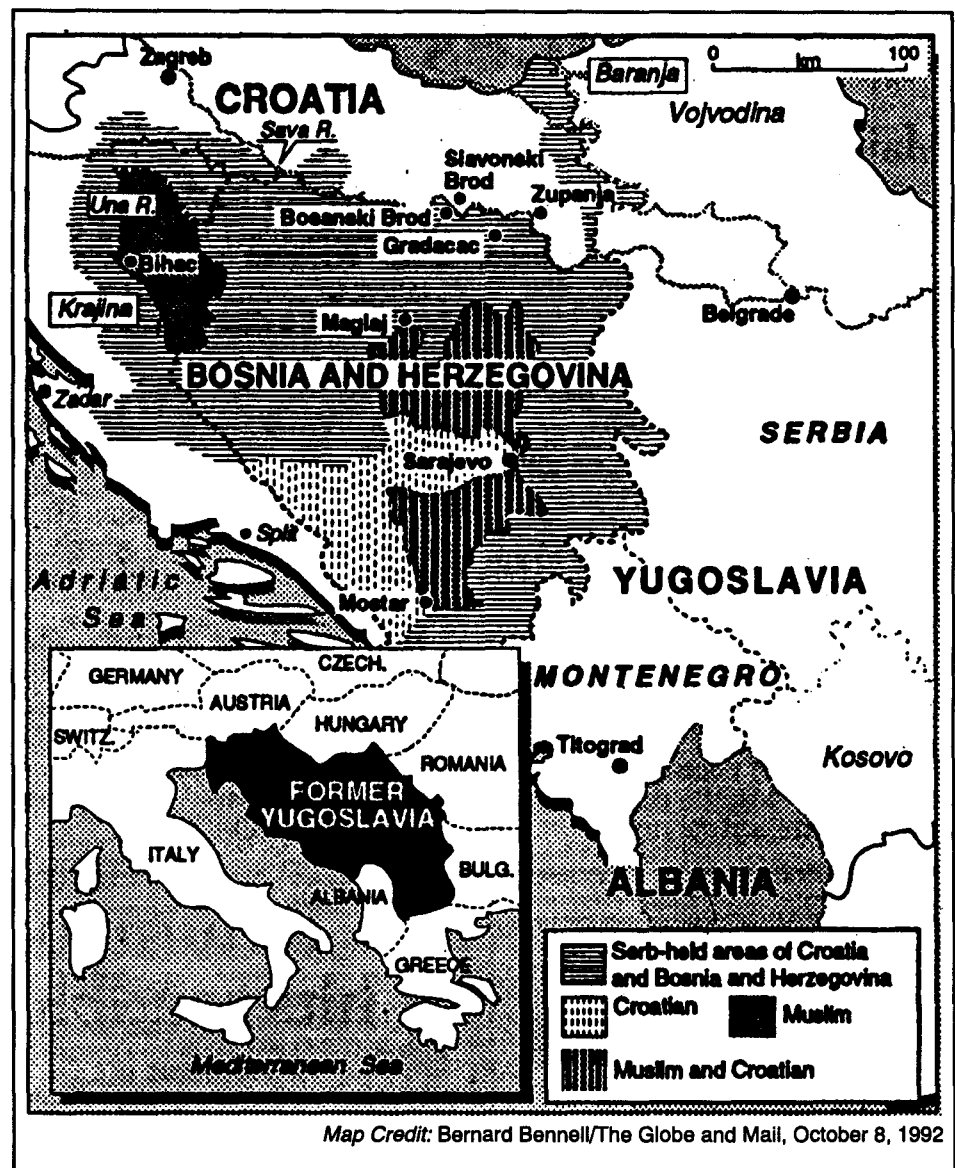 Zagreb
CROATIA
Sava R.
0 100
km
Baranja
Vojvodina
Slavonski
Brod
Zupanja
Una R.
Bosanski Brod
Gradacac
Bihac
Krajina
Maglaj
Belgrade
BOSNIA AND HERZEGOVINA
Zadar
SERBIA
Sarajevo
Split
Adriatic
Sea
YUGOSLAVIA
Mostar
MONTENEGRO
Titograd
Kosovo
ALBANIA
CZECH.
GERMANY
AUSTRIA
SWITZ.
HUNGARY
ROMANIA
FORMER
YUGOSLAVIA
ITALY
BULG.
ALBANIA
GREECE
Mediterranean Sea
Serb-held areas of Croatia
and Bosnia and Herzegovina
Croatian
Muslim
Muslim and Croatian
Map Credit: Bernard Bennell/The Globe and Mail, October 8, 1992